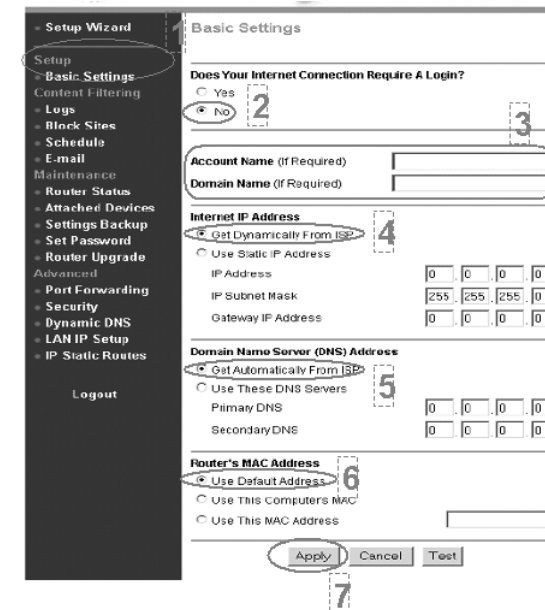 Setup Wizard
Setup
Basic Settings
Content Filtering
Logs
Block Sites
Schedule
E-mail
Maintenance
Router Status
Attached Devices
Settings Backup
Set Password
Router Upgrade
Advanced
Port Forwarding
Security
Dynamic DNS
LAN IP Setup
IP Static Routes
Logout
1
Basic Settings
Does Your Internet Connection Require A Login?
Yes
No
2
3
Account Name (If Required)
Domain Name (If Required)
Internet IP Address
Get Dynamically From ISP
4
Use Static IP Address
IP Address 0 . 0 . 0 . 0
IP Subnet Mask 255 . 255 . 255 . 0
Gateway IP Address 0 . 0 . 0 . 0
Domain Name Server (DNS) Address
Get Automatically From ISP
5
Use These DNS Servers
Primary DNS 0 . 0 . 0 . 0
Secondary DNS 0 . 0 . 0 . 0
Router's MAC Address
6
Use Default Address
Use This Computer's MAC
Use This MAC Address
Apply Cancel Test
7